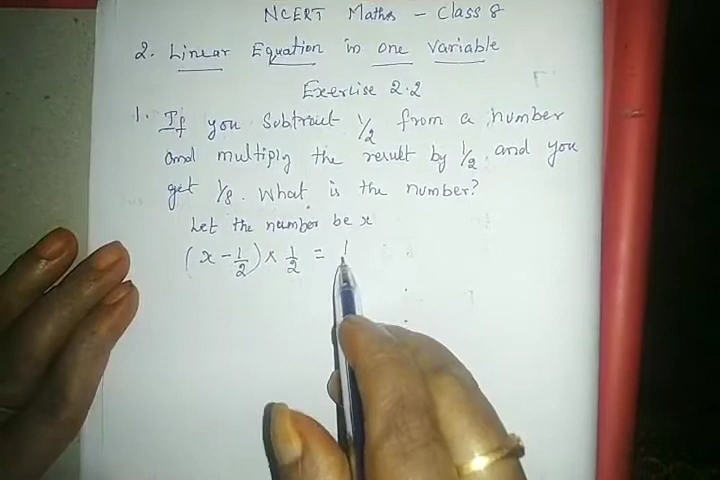 NCERT Maths - Class 8
2. Linear Equation in one Variable
Exercise 2.2
1. If you Subtract 1/2 from a number
and multiply the result by 1/2 and you
get 1/8. What is the number?
Let the number be x
(x - 1/2) × 1/2 = 1